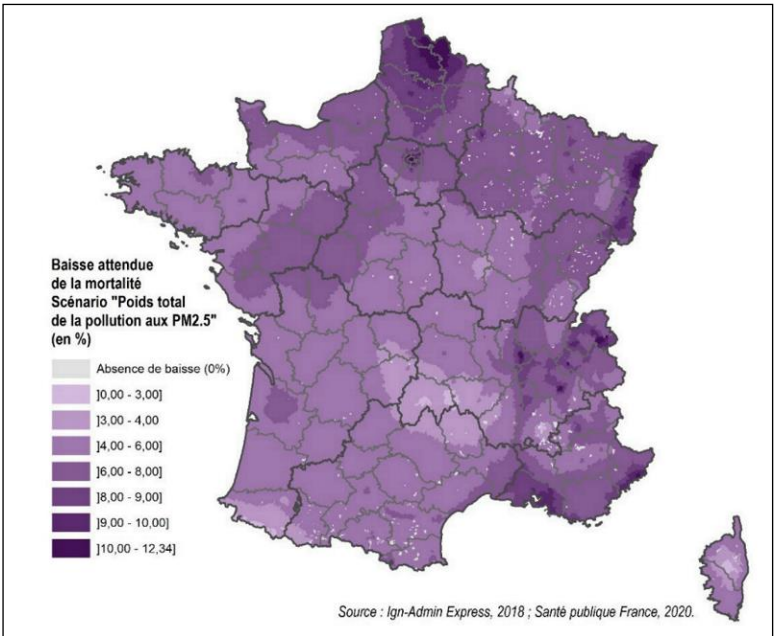 Baisse attendue
de la mortalité
Scénario "Poids total
de la pollution aux PM2.5"
(en %)
Absence de baisse (0%)
]0,00 - 3,00]
]3,00 - 4,00
]4,00 - 6,00]
]6,00 - 8,00]
]8,00 - 9,00]
]9,00 - 10,00]
]10,00 - 12,34]
Source : Ign-Admin Express, 2018 ; Santé publique France, 2020.